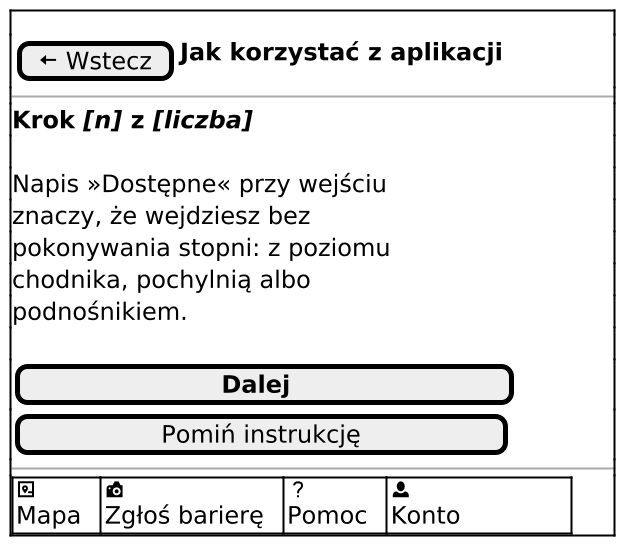 ← Wstecz Jak korzystać z aplikacji
Krok [n] z [liczba]
Napis »Dostępne« przy wejściu
znaczy, że wejdziesz bez
pokonywania stopni: z poziomu
chodnika, pochylnią albo
podnośnikiem.
Dalej
Pomiń instrukcję
Mapa Zgłoś barierę ? Pomoc Konto